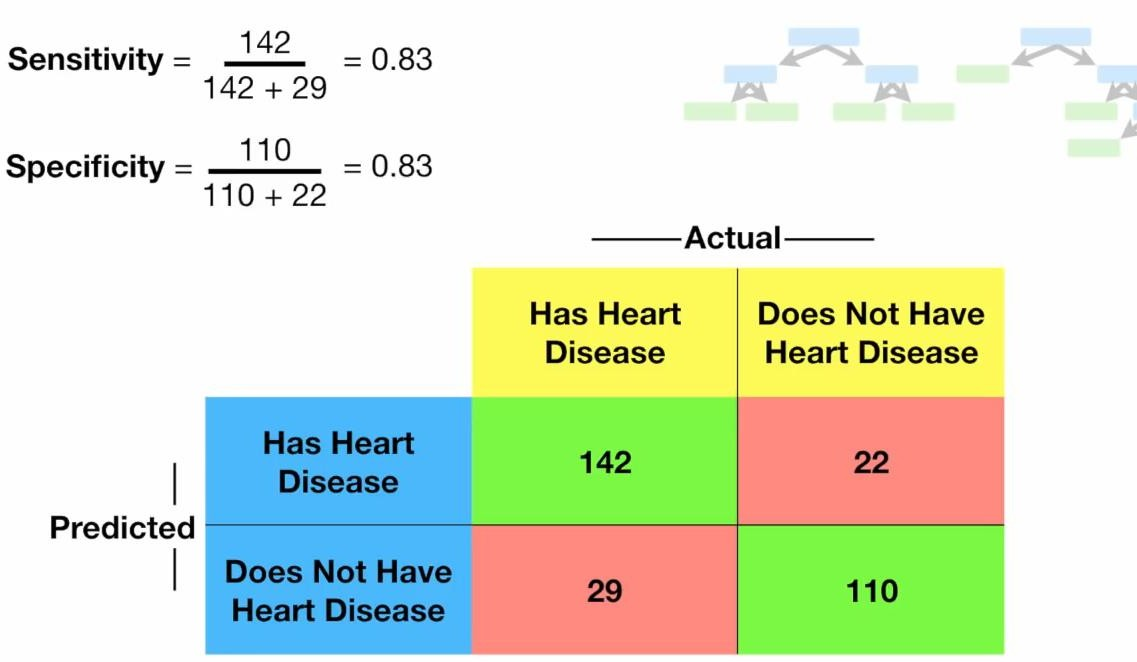 Sensitivity = 142 / 142 + 29 = 0.83
Specificity = 110 / 110 + 22 = 0.83
Actual
Has Heart
Disease
Does Not Have
Heart Disease
Has Heart
Disease
142
22
Predicted
Does Not Have
Heart Disease
29
110